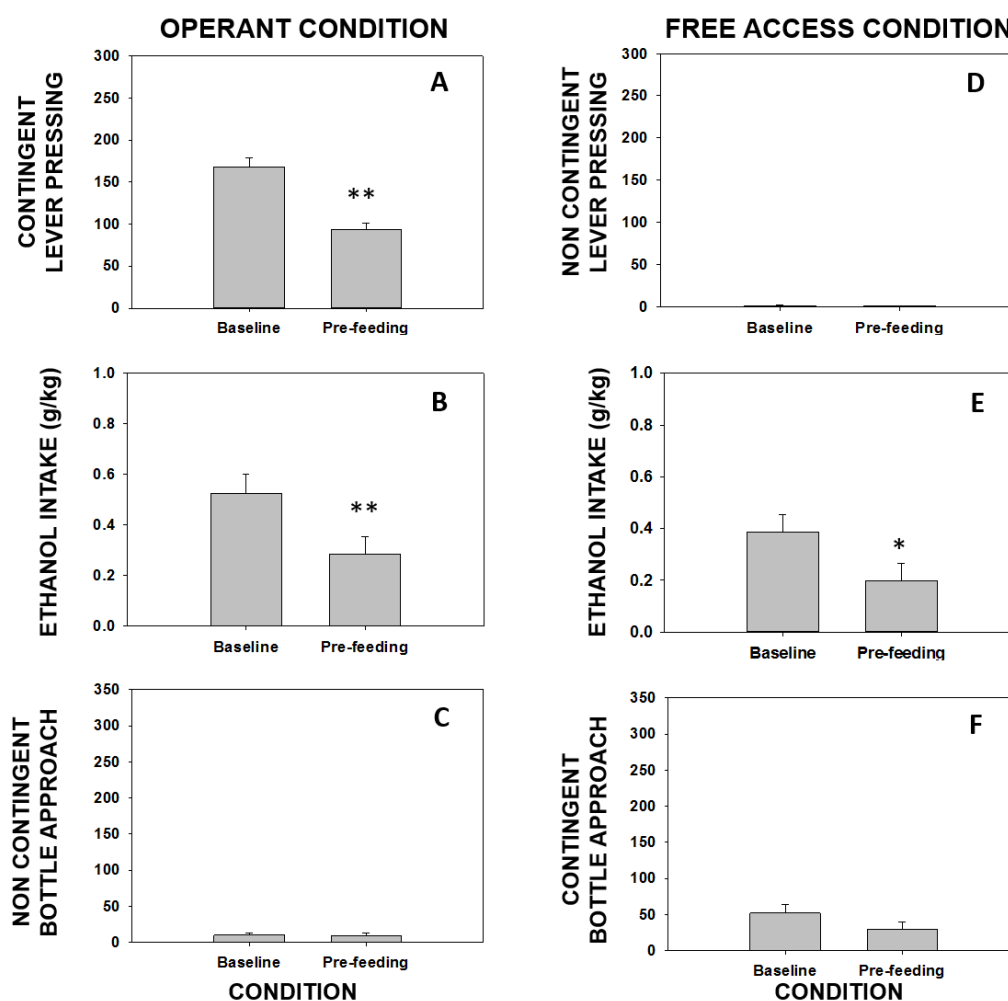 OPERANT CONDITION
CONTINGENT
LEVER PRESSING
300
250
200
150
100
50
0
A
**
Baseline Pre-feeding
ETHANOL INTAKE (g/kg)
1.0
0.8
0.6
0.4
0.2
0.0
B
**
Baseline Pre-feeding
NON CONTINGENT
BOTTLE APPROACH
350
300
250
200
150
100
50
0
C
Baseline Pre-feeding
CONDITION
FREE ACCESS CONDITION
NON CONTINGENT
LEVER PRESSING
300
250
200
150
100
50
0
D
Baseline Pre-feeding
ETHANOL INTAKE (g/kg)
1.0
0.8
0.6
0.4
0.2
0.0
E
*
Baseline Pre-feeding
CONTINGENT
BOTTLE APPROACH
350
300
250
200
150
100
50
0
F
Baseline Pre-feeding
CONDITION